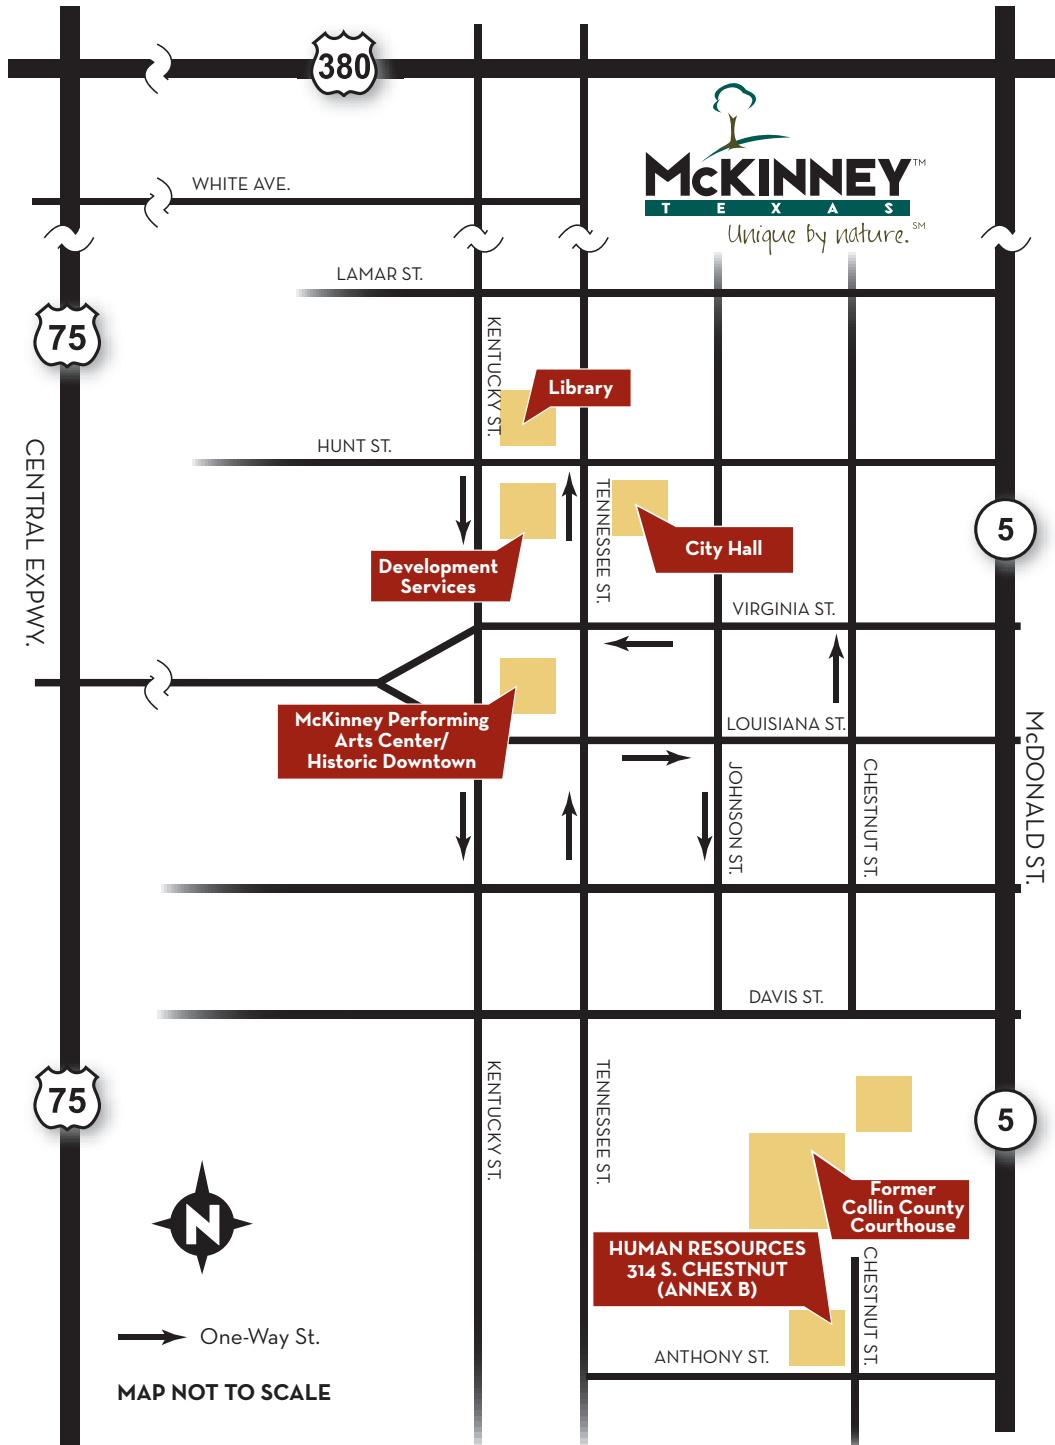 380
McKINNEY™
TEXAS
Unique by nature.℠
WHITE AVE.
LAMAR ST.
75
KENTUCKY ST.
Library
HUNT ST.
CENTRAL EXPWY.
TENNESSEE ST.
5
City Hall
Development
Services
VIRGINIA ST.
McKinney Performing
Arts Center/
Historic Downtown
LOUISIANA ST.
McDONALD ST.
JOHNSON ST.
CHESTNUT ST.
DAVIS ST.
75
KENTUCKY ST.
TENNESSEE ST.
5
Former
Collin County
Courthouse
N
HUMAN RESOURCES
314 S. CHESTNUT
(ANNEX B)
CHESTNUT ST.
One-Way St.
ANTHONY ST.
MAP NOT TO SCALE